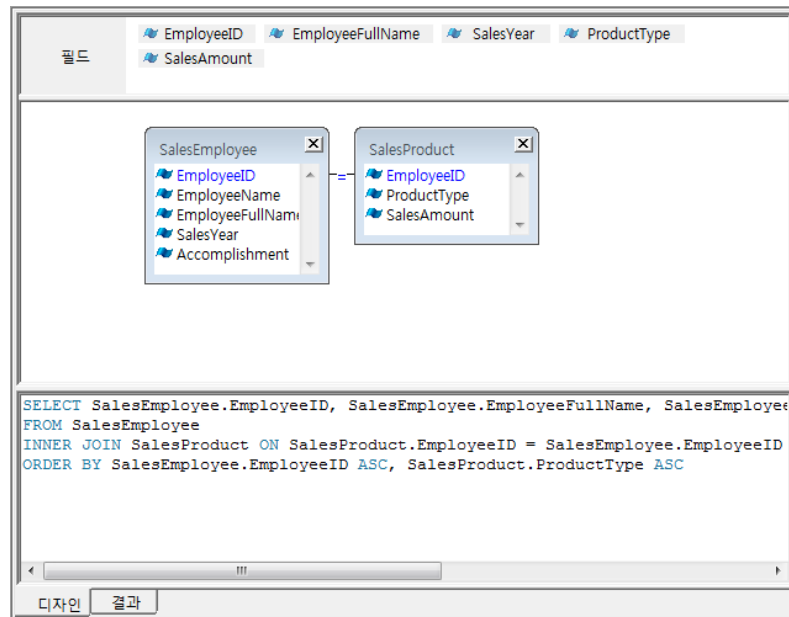 필드
EmployeeID EmployeeFullName SalesYear ProductType
SalesAmount
SalesEmployee
EmployeeID
EmployeeName
EmployeeFullName
SalesYear
Accomplishment
SalesProduct
EmployeeID
ProductType
SalesAmount
=
SELECT SalesEmployee.EmployeeID, SalesEmployee.EmployeeFullName, SalesEmployee
FROM SalesEmployee
INNER JOIN SalesProduct ON SalesProduct.EmployeeID = SalesEmployee.EmployeeID
ORDER BY SalesEmployee.EmployeeID ASC, SalesProduct.ProductType ASC
디자인 결과